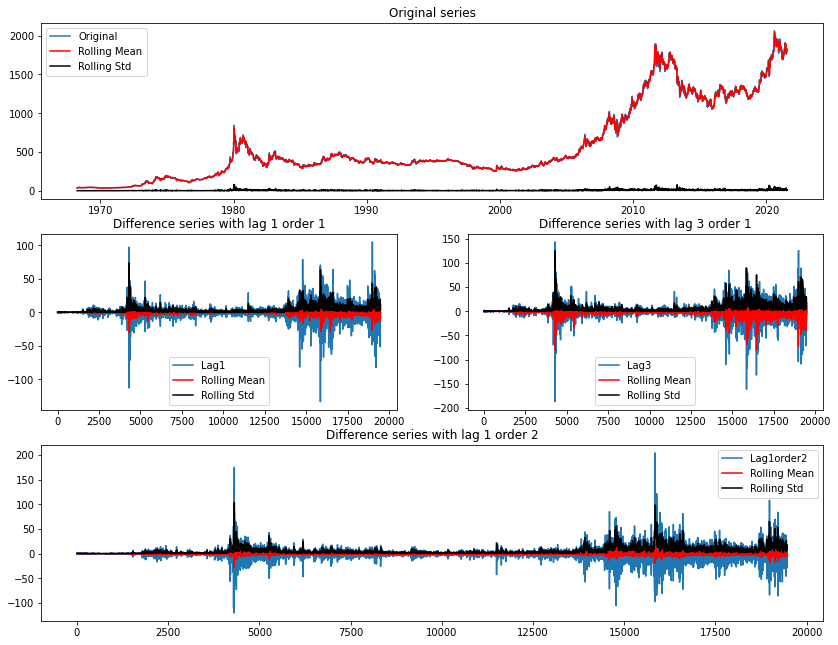 Original series
2000
1500
1000
500
0
Original
Rolling Mean
Rolling Std
1970 1980 1990 2000 2010 2020
Difference series with lag 1 order 1
100
50
0
−50
−100
Lag1
Rolling Mean
Rolling Std
0 2500 5000 7500 10000 12500 15000 17500 20000
Difference series with lag 3 order 1
150
100
50
0
−50
−100
−150
−200
Lag3
Rolling Mean
Rolling Std
0 2500 5000 7500 10000 12500 15000 17500 20000
Difference series with lag 1 order 2
200
150
100
50
0
−50
−100
Lag1order2
Rolling Mean
Rolling Std
0 2500 5000 7500 10000 12500 15000 17500 20000